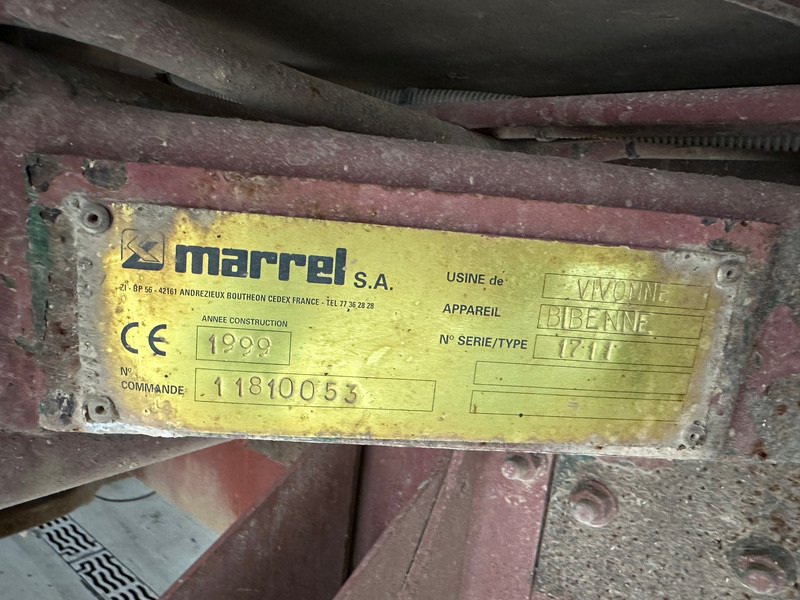 marrel S.A.
ZI - BP 56 - 42161 ANDREZIEUX BOUTHEON CEDEX FRANCE - TEL 77 36 28 28
CE
ANNEE CONSTRUCTION
1999
N° COMMANDE
11810053
USINE de VIVONNE
APPAREIL BIBENNE
N° SERIE/TYPE 1711